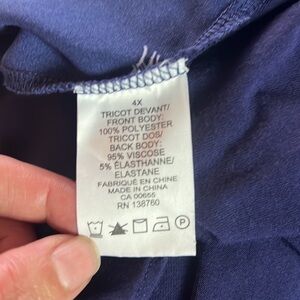 4X
TRICOT DEVANT/
FRONT BODY:
100% POLYESTER
TRICOT DOS/
BACK BODY:
95% VISCOSE
5% ÉLASTHANNE/
ELASTANE
FABRIQUÉ EN CHINE
MADE IN CHINA
CA 00655
RN 138760
P